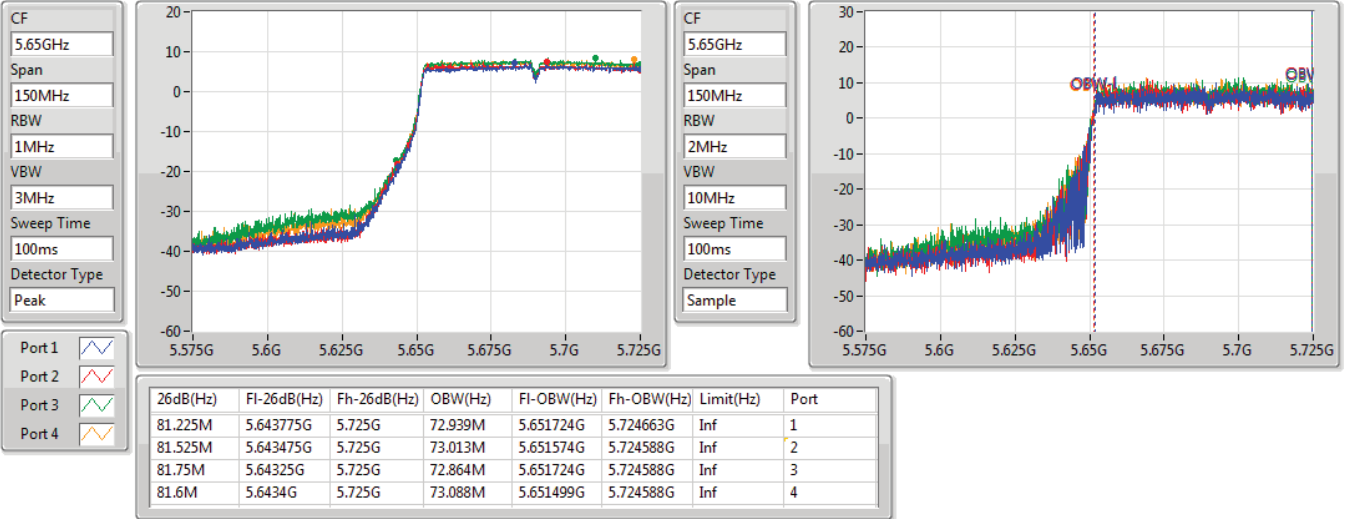 CF
5.65GHz
Span
150MHz
RBW
1MHz
VBW
3MHz
Sweep Time
100ms
Detector Type
Peak
20
10
0
-10
-20
-30
-40
-50
-60
5.575G 5.6G 5.625G 5.65G 5.675G 5.7G 5.725G
CF
5.65GHz
Span
150MHz
RBW
2MHz
VBW
10MHz
Sweep Time
100ms
Detector Type
Sample
30
20
10
0
-10
-20
-30
-40
-50
-60
OBW
5.575G 5.6G 5.625G 5.65G 5.675G 5.7G 5.725G
Port 1
Port 2
Port 3
Port 4
26dB(Hz) Fl-26dB(Hz) Fh-26dB(Hz) OBW(Hz) Fl-OBW(Hz) Fh-OBW(Hz) Limit(Hz) Port
81.225M 5.643775G 5.725G 72.939M 5.651724G 5.724663G Inf 1
81.525M 5.643475G 5.725G 73.013M 5.651574G 5.724588G Inf 2
81.75M 5.64325G 5.725G 72.864M 5.651724G 5.724588G Inf 3
81.6M 5.6434G 5.725G 73.088M 5.651499G 5.724588G Inf 4